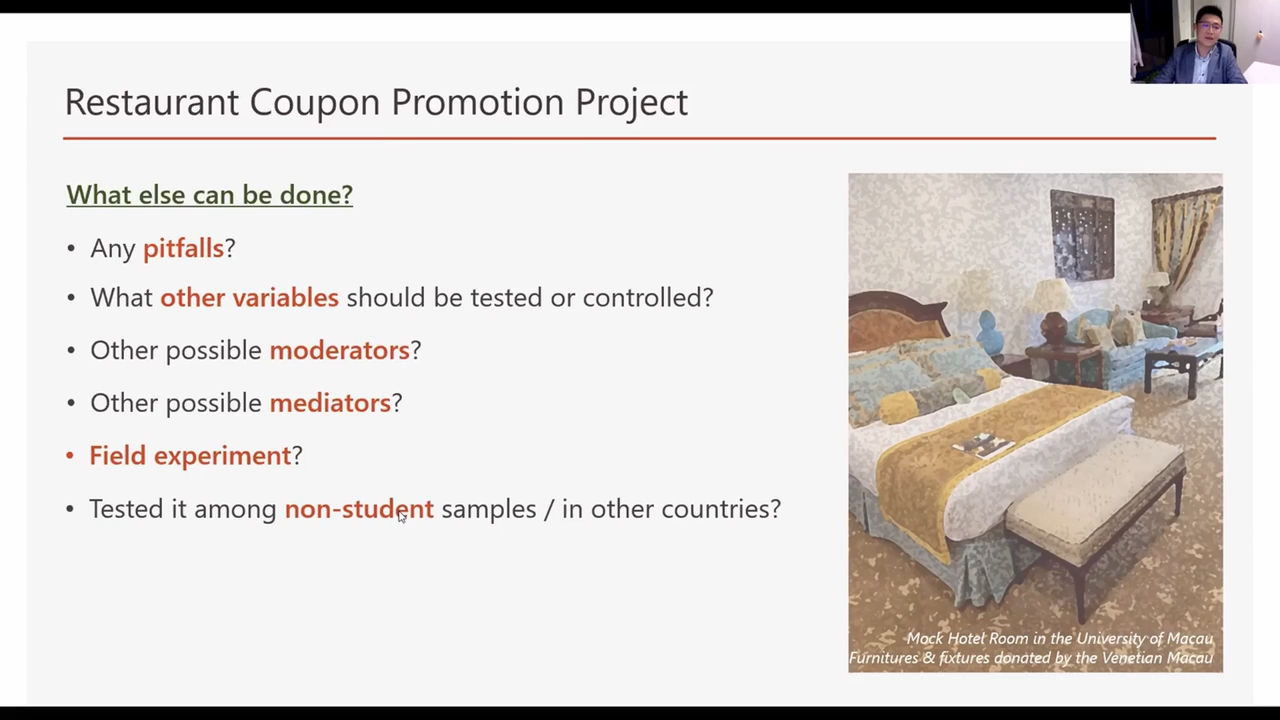 Restaurant Coupon Promotion Project
What else can be done?
• Any pitfalls?
• What other variables should be tested or controlled?
• Other possible moderators?
• Other possible mediators?
• Field experiment?
• Tested it among non-student samples / in other countries?
Mock Hotel Room in the University of Macau
Furnitures & fixtures donated by the Venetian Macau